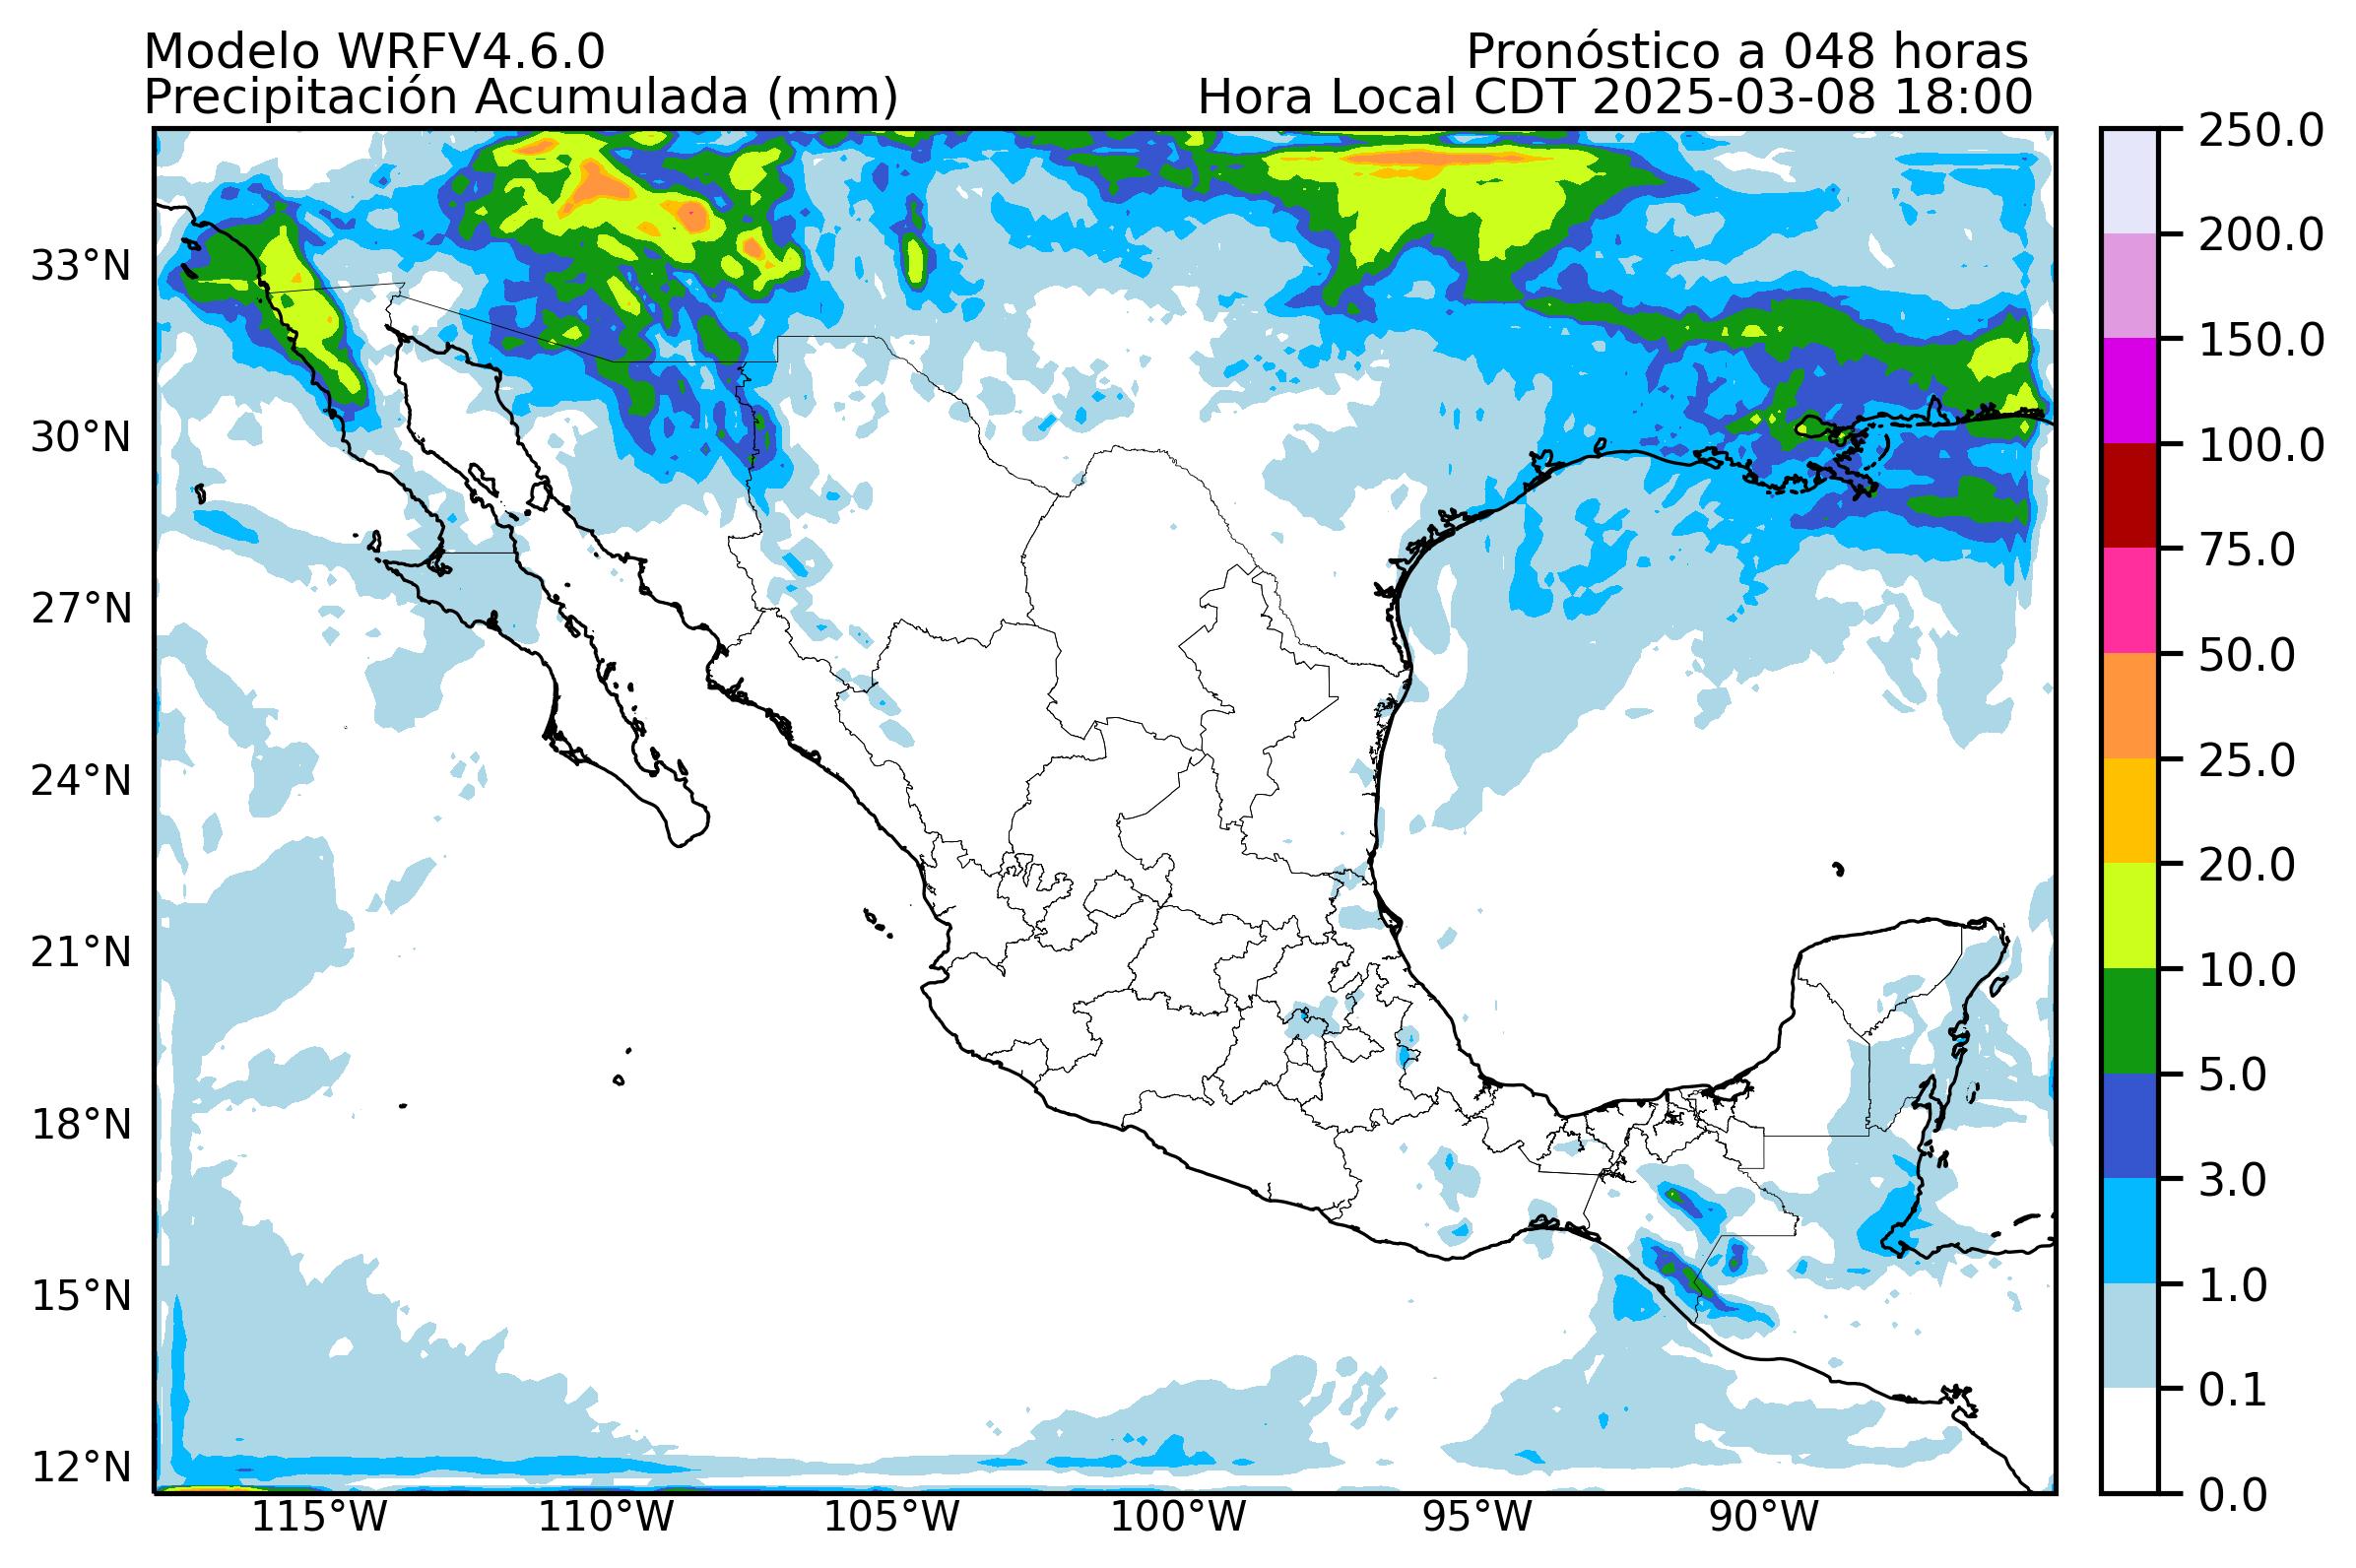 Modelo WRFV4.6.0
Pronóstico a 048 horas
Precipitación Acumulada (mm)
Hora Local CDT 2025-03-08 18:00
250.0
200.0
150.0
100.0
75.0
50.0
25.0
20.0
10.0
5.0
3.0
1.0
0.1
0.0
33°N
30°N
27°N
24°N
21°N
18°N
15°N
12°N
115°W
110°W
105°W
100°W
95°W
90°W